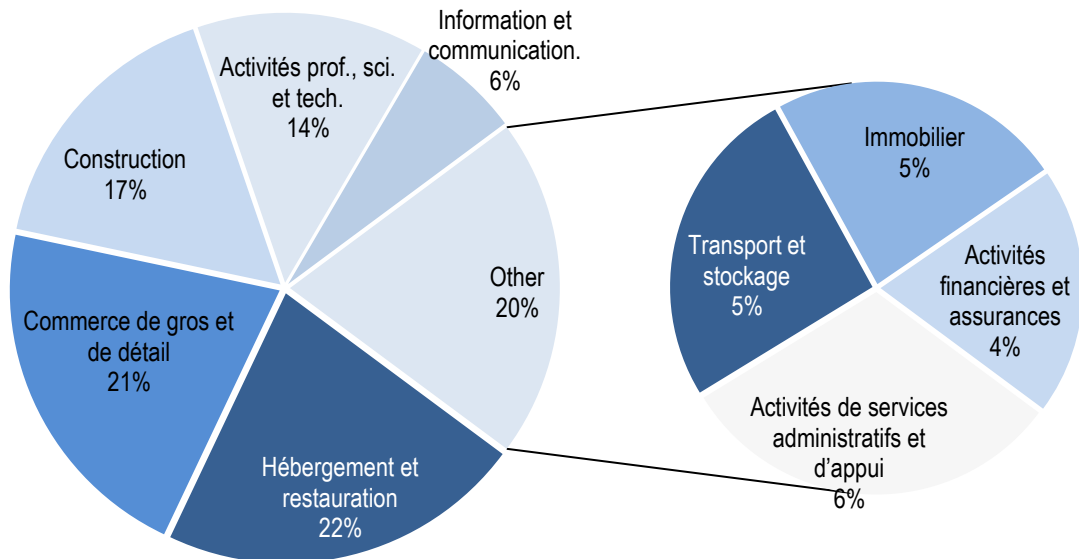 Information et
communication.
6%
Activités prof., sci.
et tech.
14%
Construction
17%
Commerce de gros et
de détail
21%
Hébergement et
restauration
22%
Other
20%
Immobilier
5%
Transport et
stockage
5%
Activités
financières et
assurances
4%
Activités de services
administratifs et
d’appui
6%